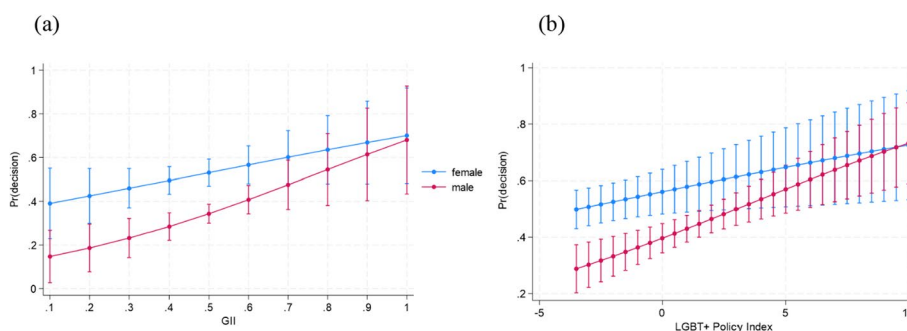 (a)
(b)
1
.8
.6
.4
.2
0
Pr(decision)
.1 .2 .3 .4 .5 .6 .7 .8 .9 1
GII
female
male
1
.8
.6
.4
.2
Pr(decision)
-5 0 5
LGBT+ Policy Index